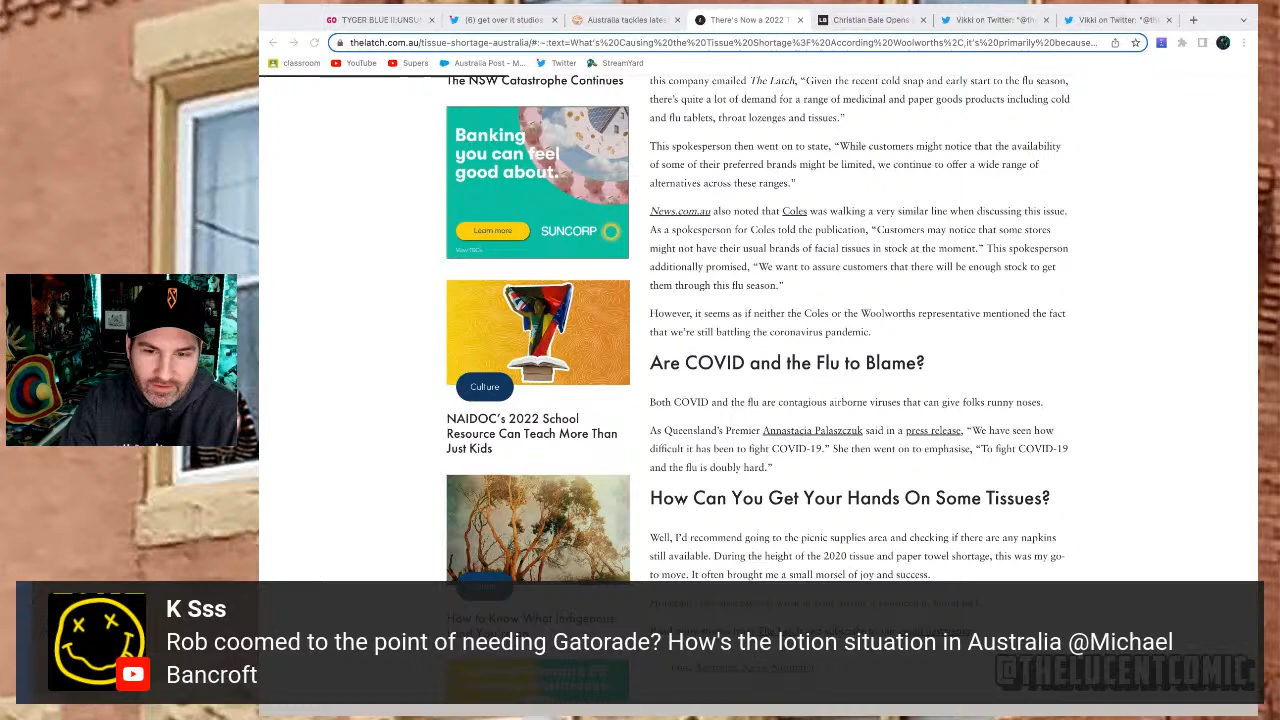 TYGER BLUE II:UNSU
(6) get over it studios
Australia tackles lates
There's Now a 2022 T
Christian Bale Opens
Vikki on Twitter: "@the
Vikki on Twitter: "@the
thelatch.com.au/tissue-shortage-australia/#:~:text=What's%20Causing%20the%20Tissue%20Shortage%3F%20According%20Woolworths%2C,it's%20primarily%20because...
classroom
YouTube
Supers
Australia Post - M...
Twitter
StreamYard
The NSW Catastrophe Continues
Banking
you can feel
good about.
Learn more
SUNCORP
Culture
NAIDOC's 2022 School
Resource Can Teach More Than
Just Kids
How to Know What Indigenous
this company emailed The Latch, “Given the recent cold snap and early start to the flu season,
there’s quite a lot of demand for a range of medicinal and paper goods products including cold
and flu tablets, throat lozenges and tissues.”
This spokesperson then went on to state, “While customers might notice that the availability
of some of their preferred brands might be limited, we continue to offer a wide range of
alternatives across these ranges.”
News.com.au also noted that Coles was walking a very similar line when discussing this issue.
As a spokesperson for Coles told the publication, “Customers may notice that some stores
might not have their usual brands of facial tissues in stock at the moment.” This spokesperson
additionally promised, “We want to assure customers that there will be enough stock to get
them through this flu season.”
However, it seems as if neither the Coles or the Woolworths representative mentioned the fact
that we’re still battling the coronavirus pandemic.
Are COVID and the Flu to Blame?
Both COVID and the flu are contagious airborne viruses that can give folks runny noses.
As Queensland’s Premier Annastacia Palaszczuk said in a press release, “We have seen how
difficult it has been to fight COVID-19.” She then went on to emphasise, “To fight COVID-19
and the flu is doubly hard.”
How Can You Get Your Hands On Some Tissues?
Well, I’d recommend going to the picnic supplies area and checking if there are any napkins
still available. During the height of the 2020 tissue and paper towel shortage, this was my go-
to move. It often brought me a small morsel of joy and success.
K Sss
Rob coomed to the point of needing Gatorade? How's the lotion situation in Australia @Michael
Bancroft
@THELUCENTCOMIC